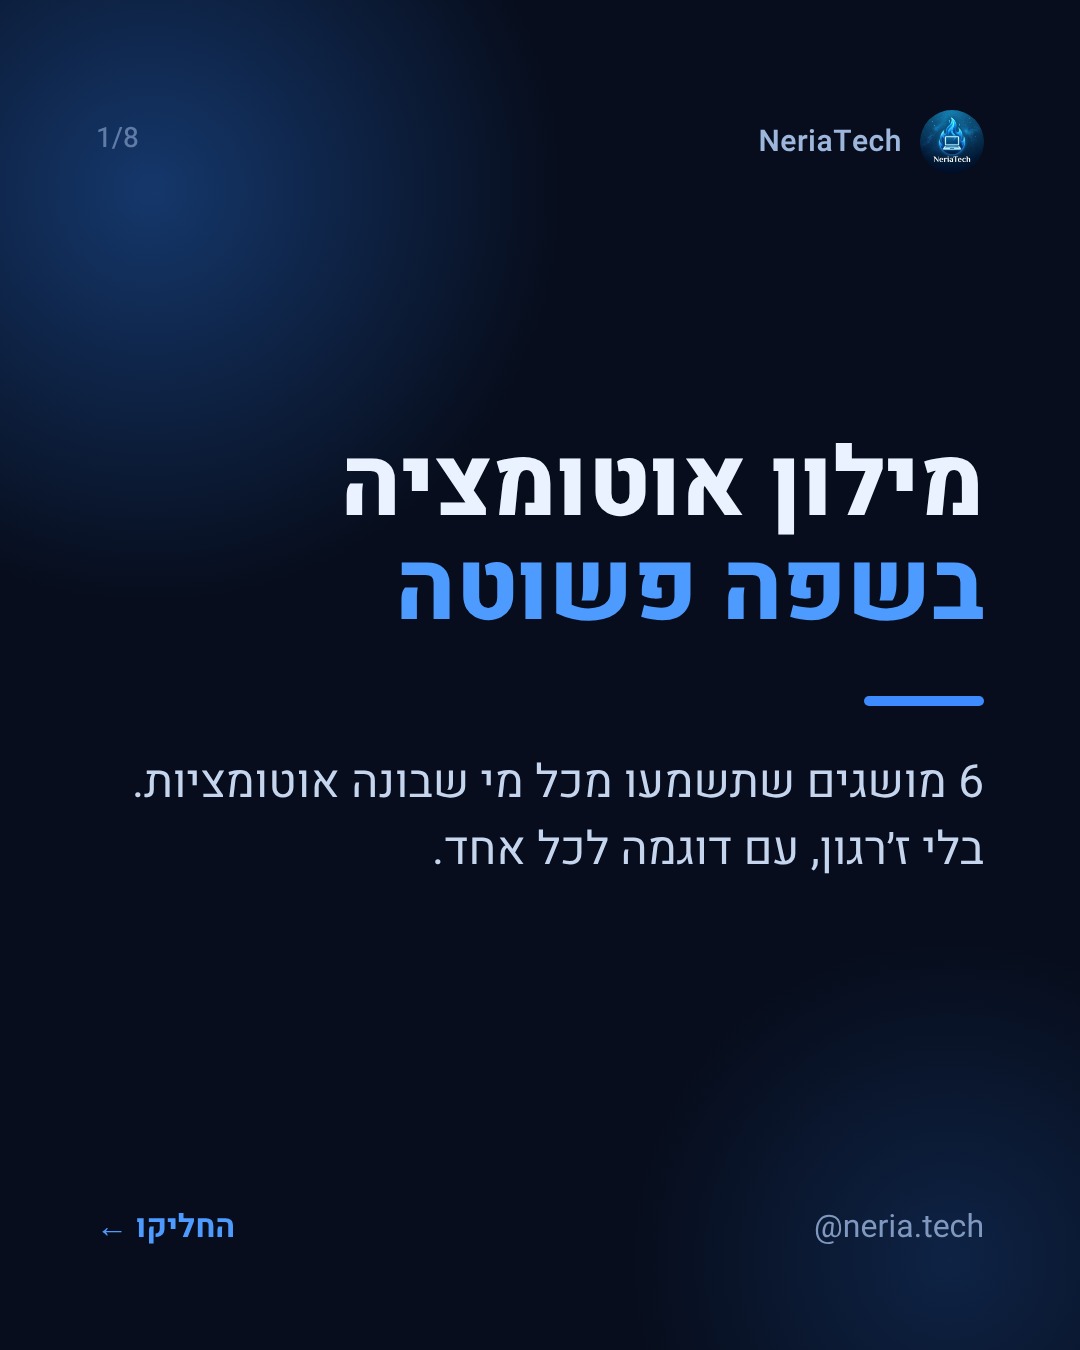 NeriaTech
NeriaTech
1/8
מילון אוטומציה
בשפה פשוטה
6 מושגים שתשמעו מכל מי שבונה אוטומציות.
בלי ז׳רגון, עם דוגמה לכל אחד.
@neria.tech
החליקו ←